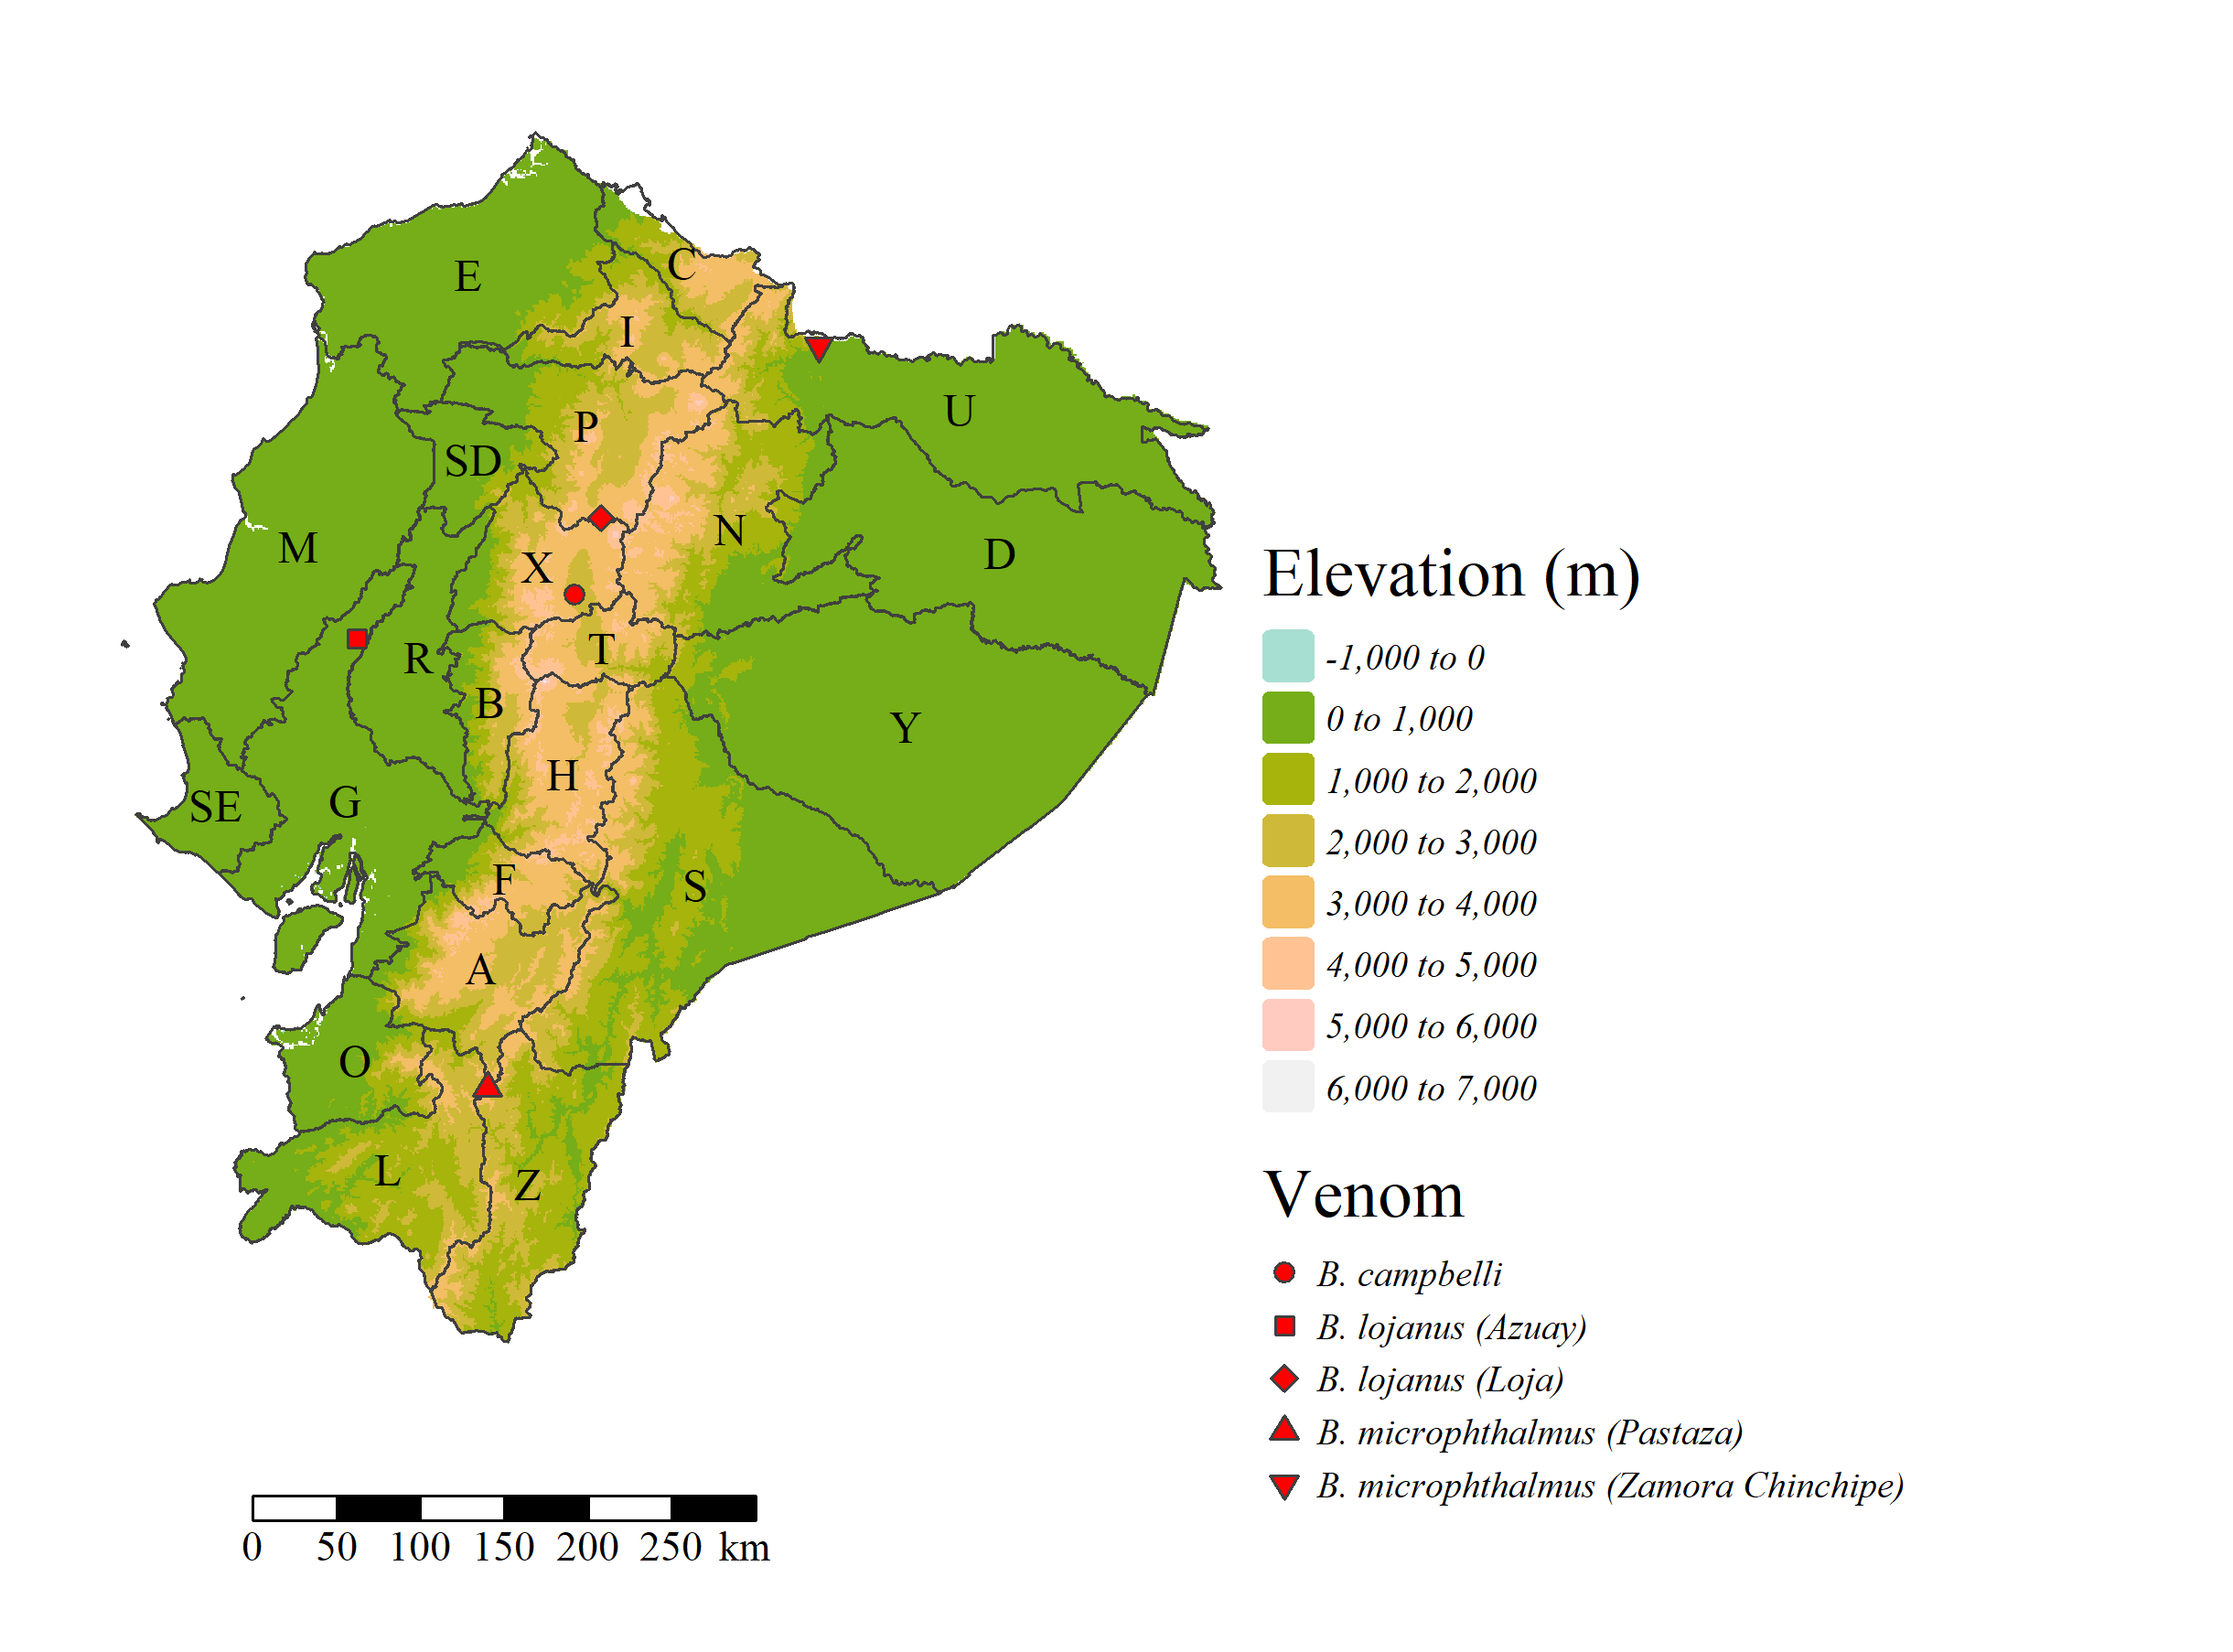 E
C
I
U
P
SD
N
M
D
X
T
R
B
Y
H
SE
G
F
S
A
O
L
Z
Elevation (m)
-1,000 to 0
0 to 1,000
1,000 to 2,000
2,000 to 3,000
3,000 to 4,000
4,000 to 5,000
5,000 to 6,000
6,000 to 7,000
Venom
B. campbelli
B. lojanus (Azuay)
B. lojanus (Loja)
B. microphthalmus (Pastaza)
B. microphthalmus (Zamora Chinchipe)
0 50 100 150 200 250 km